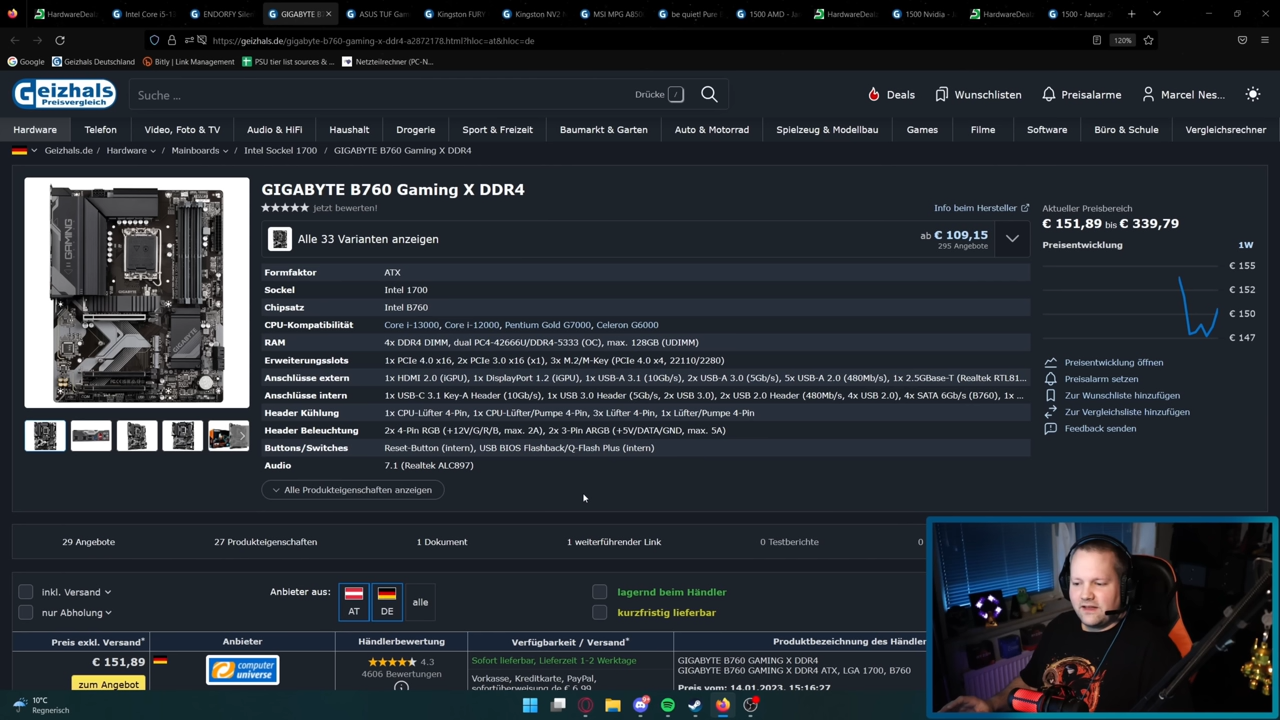 HardwareDeal
Intel Core i5-1
ENDORFY Sile
GIGABYTE B7
ASUS TUF Gam
Kingston FURY
Kingston NV2
MSI MPG A850
be quiet! Pure
1500 AMD -
HardwareDeal
1500 Nvidia -
HardwareDeal
1500 - Januar 2
https://geizhals.de/gigabyte-b760-gaming-x-ddr4-a2872178.html?hloc=at&hloc=de
120%
Google
Geizhals Deutschland
Bitly | Link Management
PSU tier list sources & ...
Netzteilrechner (PC-N...
Geizhals
Preisvergleich
Suche ...
Drücke /
Deals
Wunschlisten
Preisalarme
Marcel Nes...
Hardware
Telefon
Video, Foto & TV
Audio & HiFi
Haushalt
Drogerie
Sport & Freizeit
Baumarkt & Garten
Auto & Motorrad
Spielzeug & Modellbau
Games
Filme
Software
Büro & Schule
Vergleichsrechner
Geizhals.de / Hardware / Mainboards / Intel Sockel 1700 / GIGABYTE B760 Gaming X DDR4
GIGABYTE B760 Gaming X DDR4
jetzt bewerten!
Info beim Hersteller
Alle 33 Varianten anzeigen
ab € 109,15
295 Angebote
Formfaktor ATX
Sockel Intel 1700
Chipsatz Intel B760
CPU-Kompatibilität Core i-13000, Core i-12000, Pentium Gold G7000, Celeron G6000
RAM 4x DDR4 DIMM, dual PC4-42666U/DDR4-5333 (OC), max. 128GB (UDIMM)
Erweiterungsslots 1x PCIe 4.0 x16, 2x PCIe 3.0 x16 (x1), 3x M.2/M-Key (PCIe 4.0 x4, 22110/2280)
Anschlüsse extern 1x HDMI 2.0 (iGPU), 1x DisplayPort 1.2 (iGPU), 1x USB-A 3.1 (10Gb/s), 2x USB-A 3.0 (5Gb/s), 5x USB-A 2.0 (480Mb/s), 1x 2.5GBase-T (Realtek RTL81...
Anschlüsse intern 1x USB-C 3.1 Key-A Header (10Gb/s), 1x USB 3.0 Header (5Gb/s, 2x USB 3.0), 2x USB 2.0 Header (480Mb/s, 4x USB 2.0), 4x SATA 6Gb/s (B760), 1x ...
Header Kühlung 1x CPU-Lüfter 4-Pin, 1x CPU-Lüfter/Pumpe 4-Pin, 3x Lüfter 4-Pin, 1x Lüfter/Pumpe 4-Pin
Header Beleuchtung 2x 4-Pin RGB (+12V/G/R/B, max. 2A), 2x 3-Pin ARGB (+5V/DATA/GND, max. 5A)
Buttons/Switches Reset-Button (intern), USB BIOS Flashback/Q-Flash Plus (intern)
Audio 7.1 (Realtek ALC897)
Alle Produkteigenschaften anzeigen
Aktueller Preisbereich
€ 151,89 bis € 339,79
Preisentwicklung 1W
€ 155
€ 152
€ 150
€ 147
Preisentwicklung öffnen
Preisalarm setzen
Zur Wunschliste hinzufügen
Zur Vergleichsliste hinzufügen
Feedback senden
29 Angebote
27 Produkteigenschaften
1 Dokument
1 weiterführender Link
0 Testberichte
0
inkl. Versand
nur Abholung
Anbieter aus:
AT
DE
alle
lagernd beim Händler
kurzfristig lieferbar
Preis exkl. Versand*
Anbieter
Händlerbewertung
Verfügbarkeit / Versand*
Produktbezeichnung des Händler
€ 151,89
zum Angebot
computer
universe
4.3
4606 Bewertungen
Sofort lieferbar, Lieferzeit 1-2 Werktage
Vorkasse, Kreditkarte, PayPal,
sofortüberweisung.de € 6,99
GIGABYTE B760 GAMING X DDR4
GIGABYTE B760 GAMING X DDR4 ATX, LGA 1700, B760
Preis vom: 14.01.2023, 15:16:27
10°C
Regnerisch